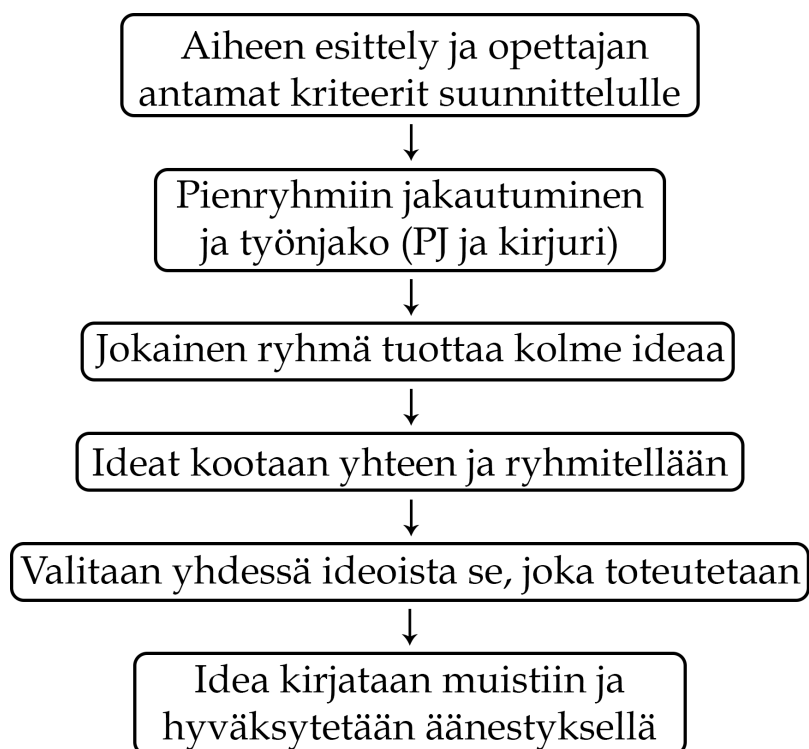 Aiheen esittely ja opettajan
antamat kriteerit suunnittelulle
Pienryhmiin jakautuminen
ja työnjako (PJ ja kirjuri)
Jokainen ryhmä tuottaa kolme ideaa
Ideat kootaan yhteen ja ryhmitellään
Valitaan yhdessä ideoista se, joka toteutetaan
Idea kirjataan muistiin ja
hyväksytetään äänestyksellä